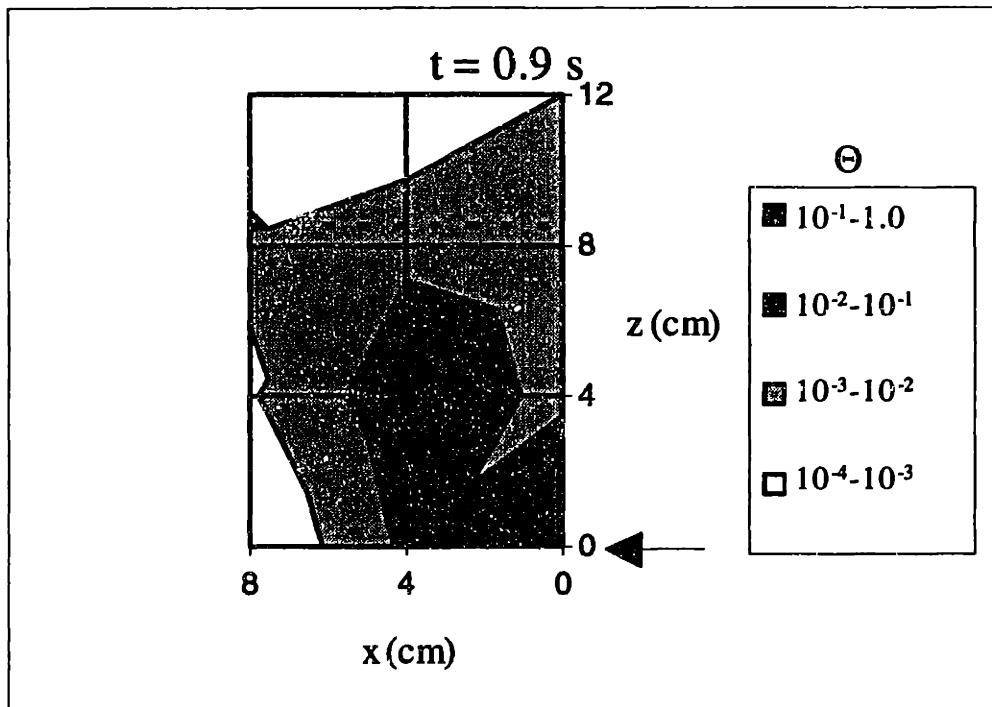 t = 0.9 s
12
8
4
0
z (cm)
8 4 0
x (cm)
Θ
10⁻¹-1.0
10⁻²-10⁻¹
10⁻³-10⁻²
10⁻⁴-10⁻³